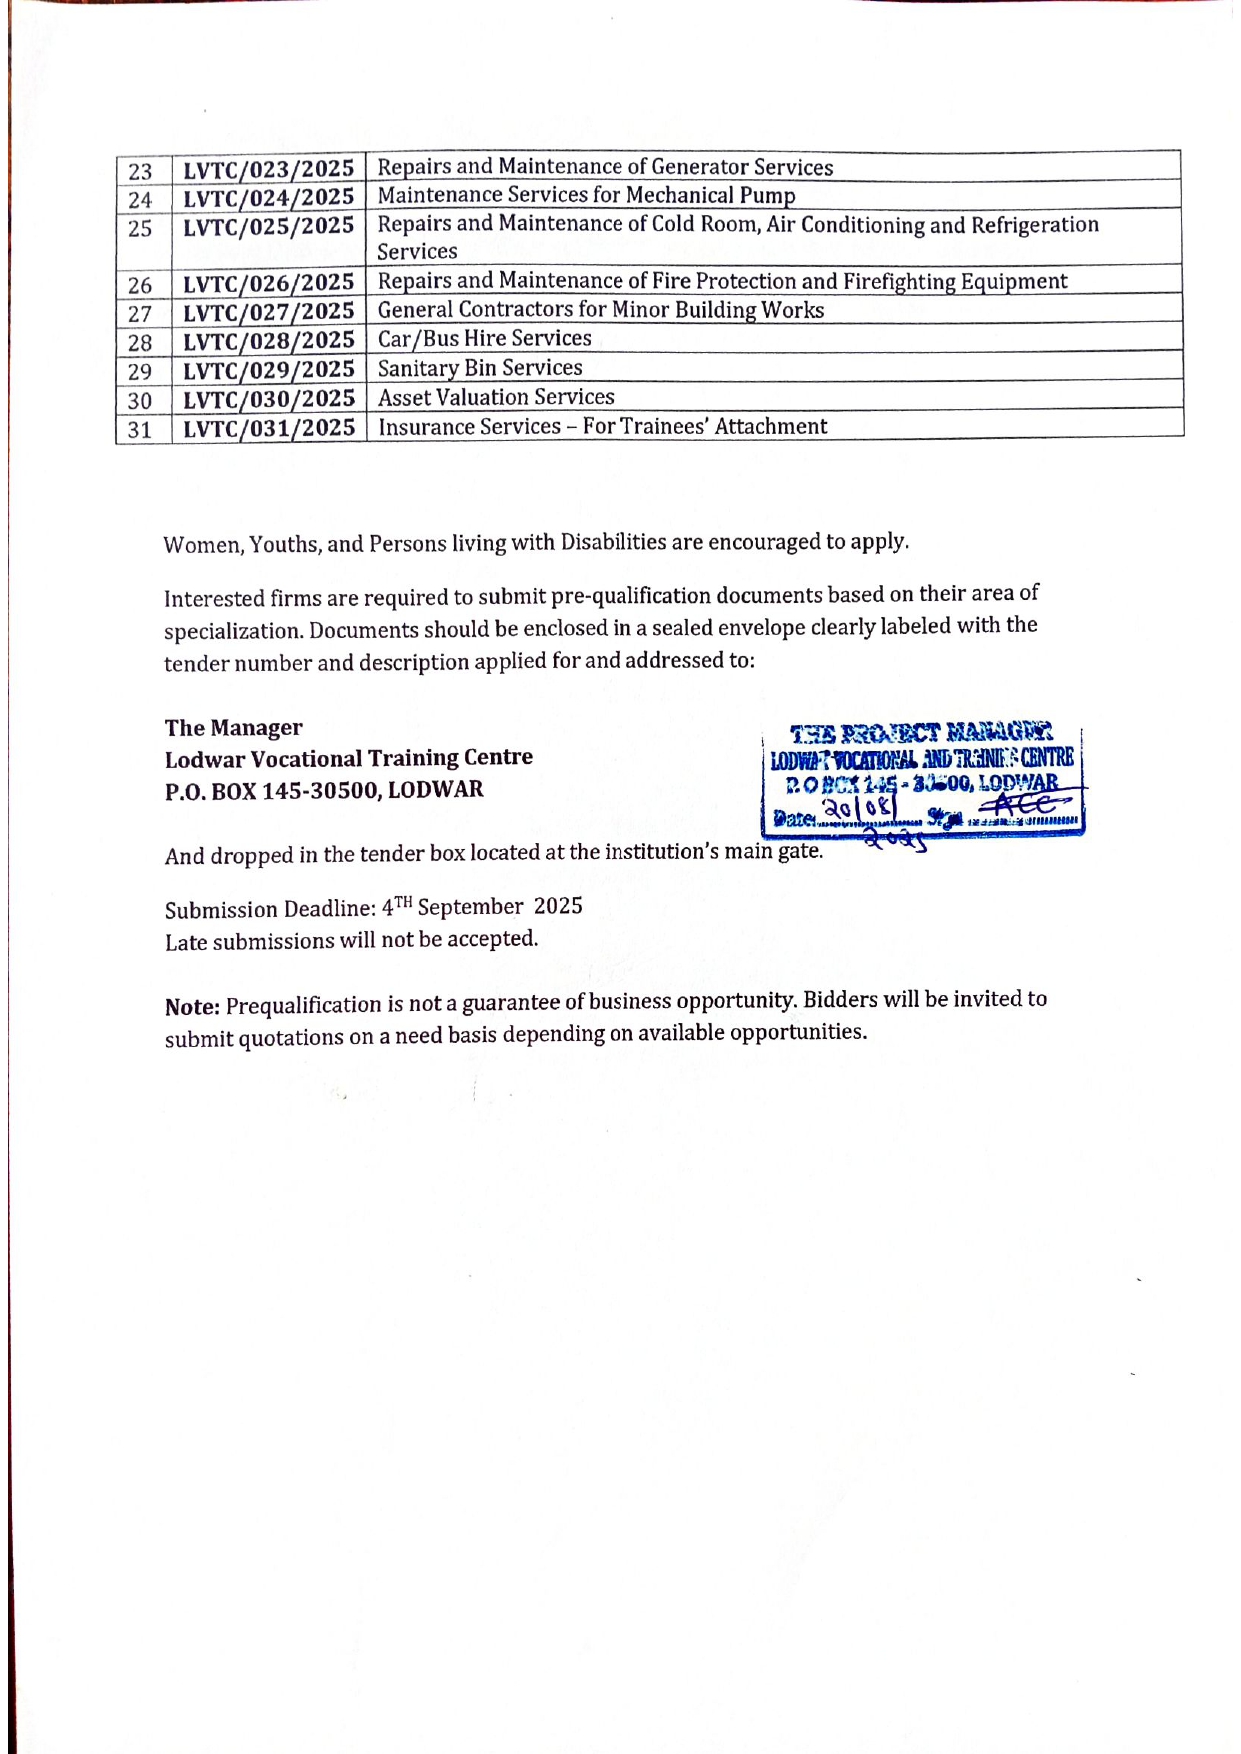 23 LVTC/023/2025 Repairs and Maintenance of Generator Services
24 LVTC/024/2025 Maintenance Services for Mechanical Pump
25 LVTC/025/2025 Repairs and Maintenance of Cold Room, Air Conditioning and Refrigeration
Services
26 LVTC/026/2025 Repairs and Maintenance of Fire Protection and Firefighting Equipment
27 LVTC/027/2025 General Contractors for Minor Building Works
28 LVTC/028/2025 Car/Bus Hire Services
29 LVTC/029/2025 Sanitary Bin Services
30 LVTC/030/2025 Asset Valuation Services
31 LVTC/031/2025 Insurance Services – For Trainees’ Attachment
Women, Youths, and Persons living with Disabilities are encouraged to apply.
Interested firms are required to submit pre-qualification documents based on their area of
specialization. Documents should be enclosed in a sealed envelope clearly labeled with the
tender number and description applied for and addressed to:
The Manager
Lodwar Vocational Training Centre
P.O. BOX 145-30500, LODWAR
THE PROJECT MANAGER
LODWAR VOCATIONAL AND TRAINING CENTRE
P.O BOX 145 - 30500, LODWAR
Date: 20/08/ Sign
2025
And dropped in the tender box located at the institution’s main gate.
Submission Deadline: 4TH September 2025
Late submissions will not be accepted.
Note: Prequalification is not a guarantee of business opportunity. Bidders will be invited to
submit quotations on a need basis depending on available opportunities.